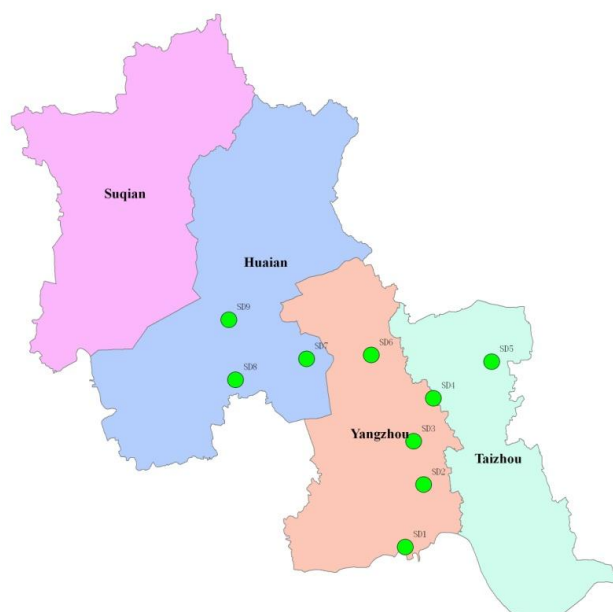 Suqian
Huaian
SD9
SD7
SD6
SD5
SD8
SD4
Yangzhou
SD3
Taizhou
SD2
SD1